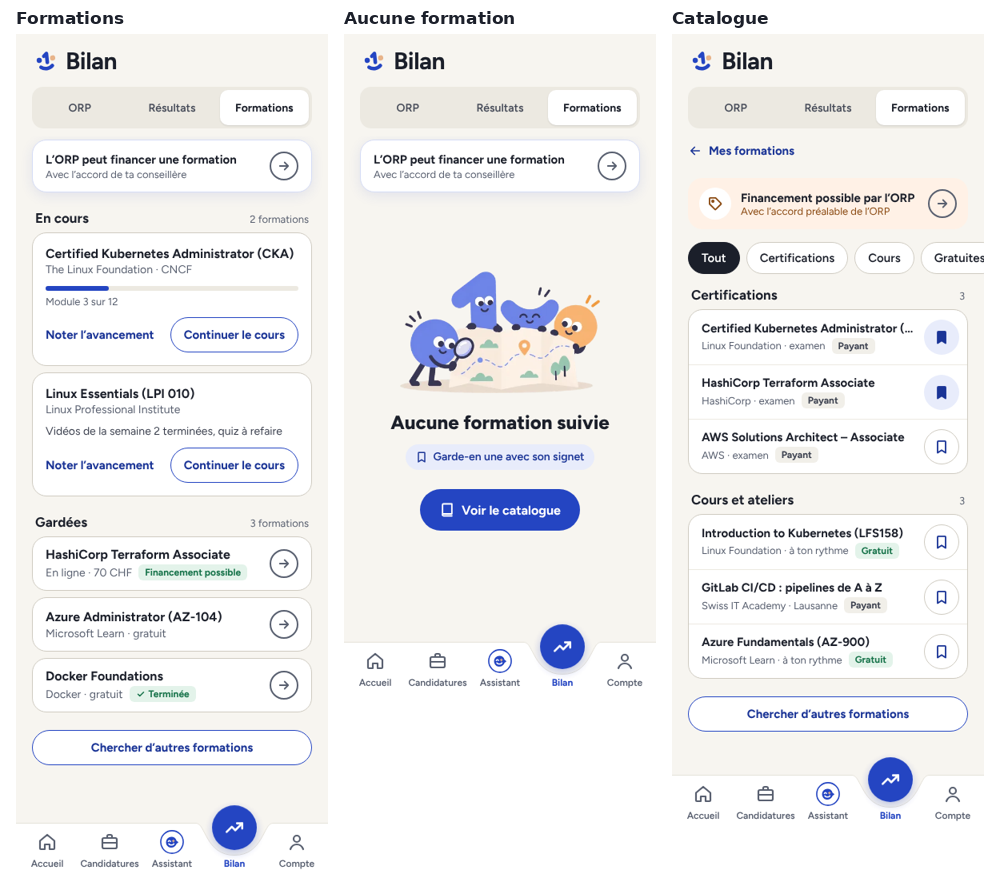 Formations
Bilan
ORP
Résultats
Formations
L’ORP peut financer une formation
Avec l’accord de ta conseillère
En cours
2 formations
Certified Kubernetes Administrator (CKA)
The Linux Foundation · CNCF
Module 3 sur 12
Noter l’avancement
Continuer le cours
Linux Essentials (LPI 010)
Linux Professional Institute
Vidéos de la semaine 2 terminées, quiz à refaire
Noter l’avancement
Continuer le cours
Gardées
3 formations
HashiCorp Terraform Associate
En ligne · 70 CHF
Financement possible
Azure Administrator (AZ-104)
Microsoft Learn · gratuit
Docker Foundations
Docker · gratuit
✓ Terminée
Chercher d’autres formations
Accueil
Candidatures
Assistant
Bilan
Compte
Aucune formation
Bilan
ORP
Résultats
Formations
L’ORP peut financer une formation
Avec l’accord de ta conseillère
Aucune formation suivie
Garde-en une avec son signet
Voir le catalogue
Accueil
Candidatures
Assistant
Bilan
Compte
Catalogue
Bilan
ORP
Résultats
Formations
← Mes formations
Financement possible par l’ORP
Avec l’accord préalable de l’ORP
Tout
Certifications
Cours
Gratuites
Certifications
3
Certified Kubernetes Administrator (...
Linux Foundation · examen
Payant
HashiCorp Terraform Associate
HashiCorp · examen
Payant
AWS Solutions Architect – Associate
AWS · examen
Payant
Cours et ateliers
3
Introduction to Kubernetes (LFS158)
Linux Foundation · à ton rythme
Gratuit
GitLab CI/CD : pipelines de A à Z
Swiss IT Academy · Lausanne
Payant
Azure Fundamentals (AZ-900)
Microsoft Learn · à ton rythme
Gratuit
Chercher d’autres formations
Accueil
Candidatures
Assistant
Bilan
Compte